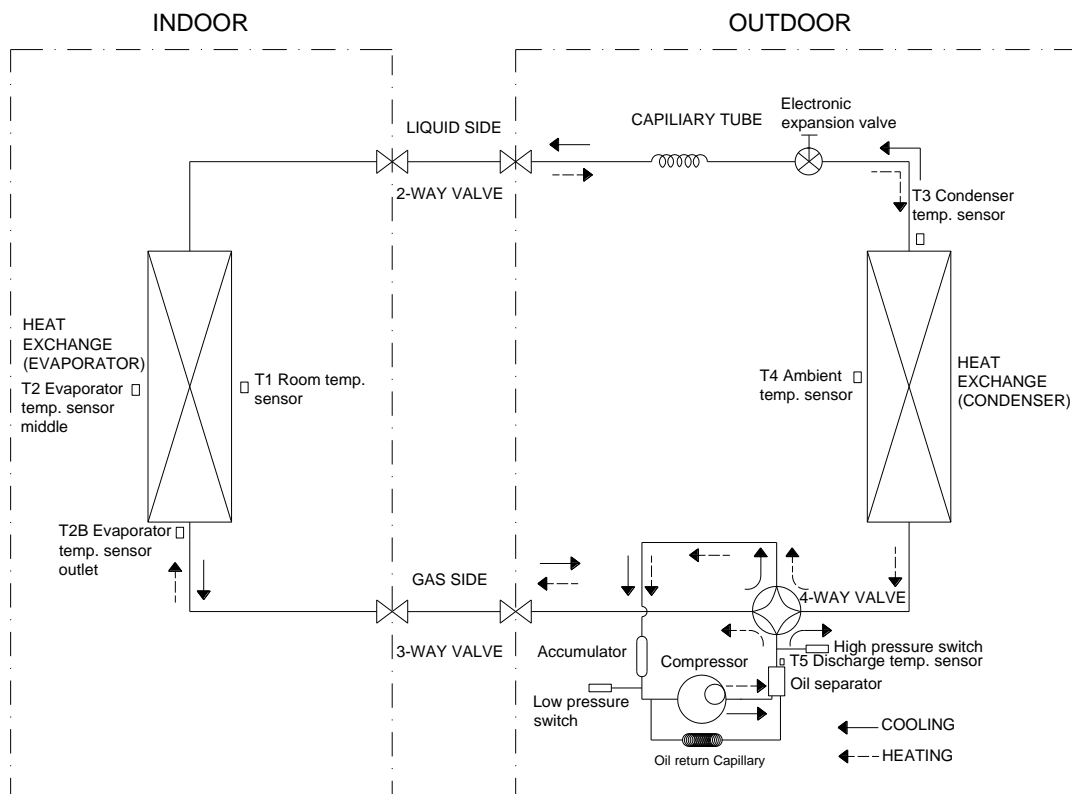 INDOOR
OUTDOOR
LIQUID SIDE
2-WAY VALVE
CAPILIARY TUBE
Electronic
expansion valve
T3 Condenser
temp. sensor
HEAT
EXCHANGE
(EVAPORATOR)
T2 Evaporator
temp. sensor
middle
T1 Room temp.
sensor
T4 Ambient
temp. sensor
HEAT
EXCHANGE
(CONDENSER)
T2B Evaporator
temp. sensor
outlet
GAS SIDE
3-WAY VALVE
4-WAY VALVE
Accumulator
Compressor
High pressure switch
T5 Discharge temp. sensor
Oil separator
Low pressure
switch
Oil return Capillary
COOLING
HEATING